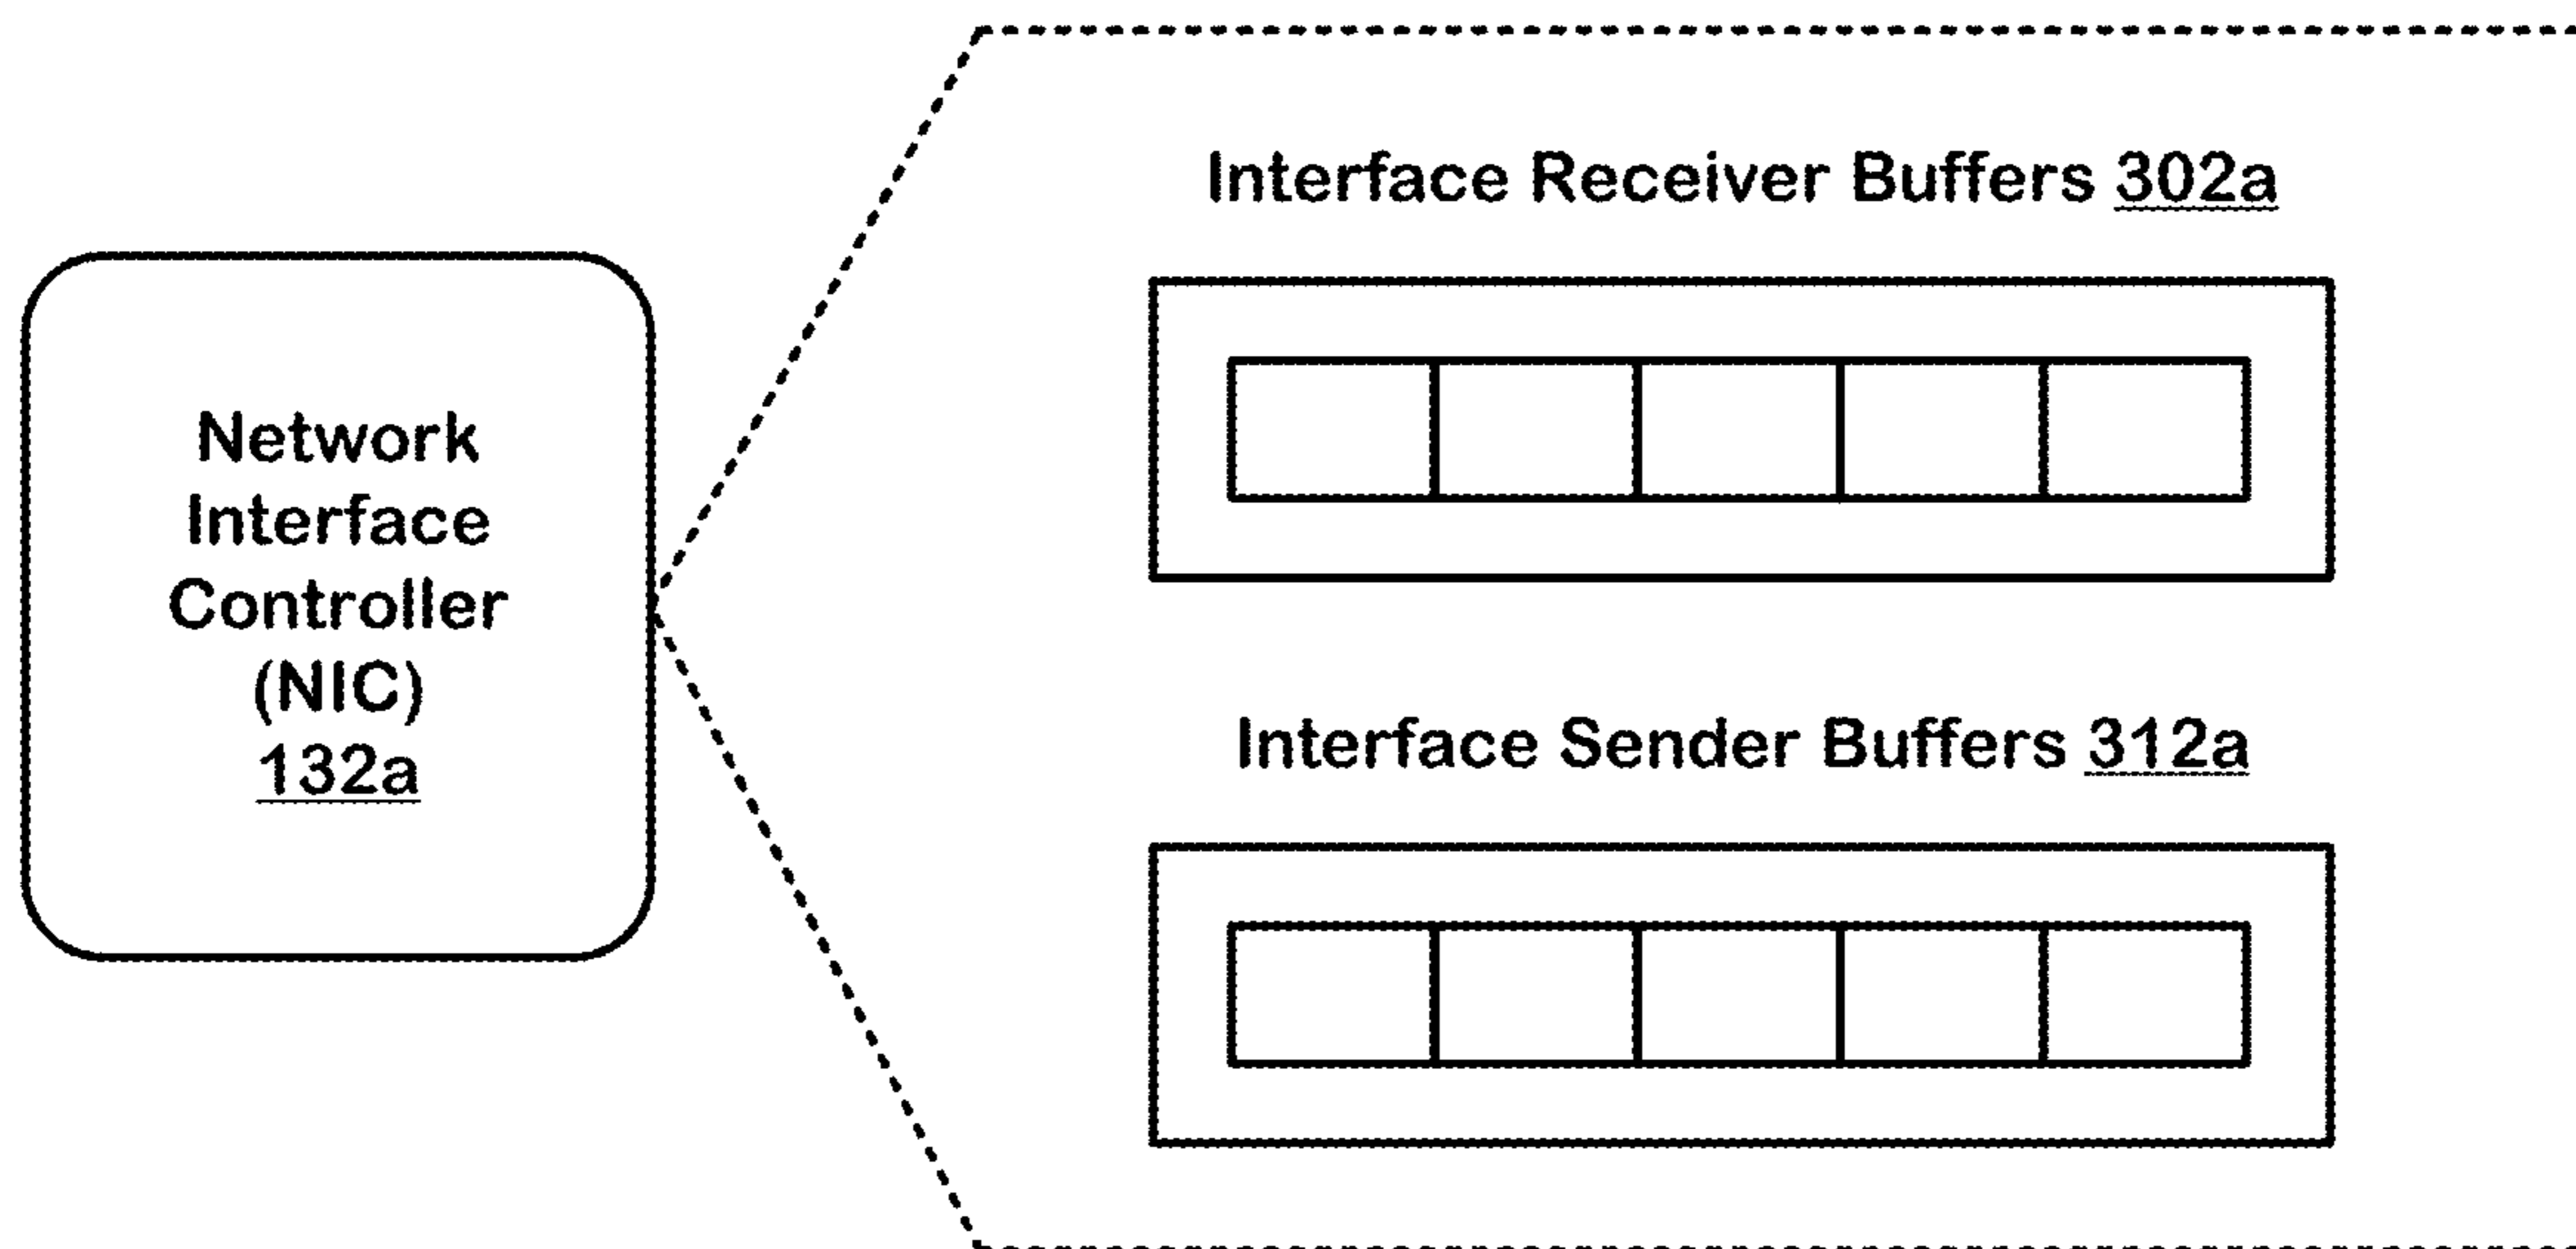 Network
Interface
Controller
(NIC)
132a
Interface Receiver Buffers 302a
Interface Sender Buffers 312a